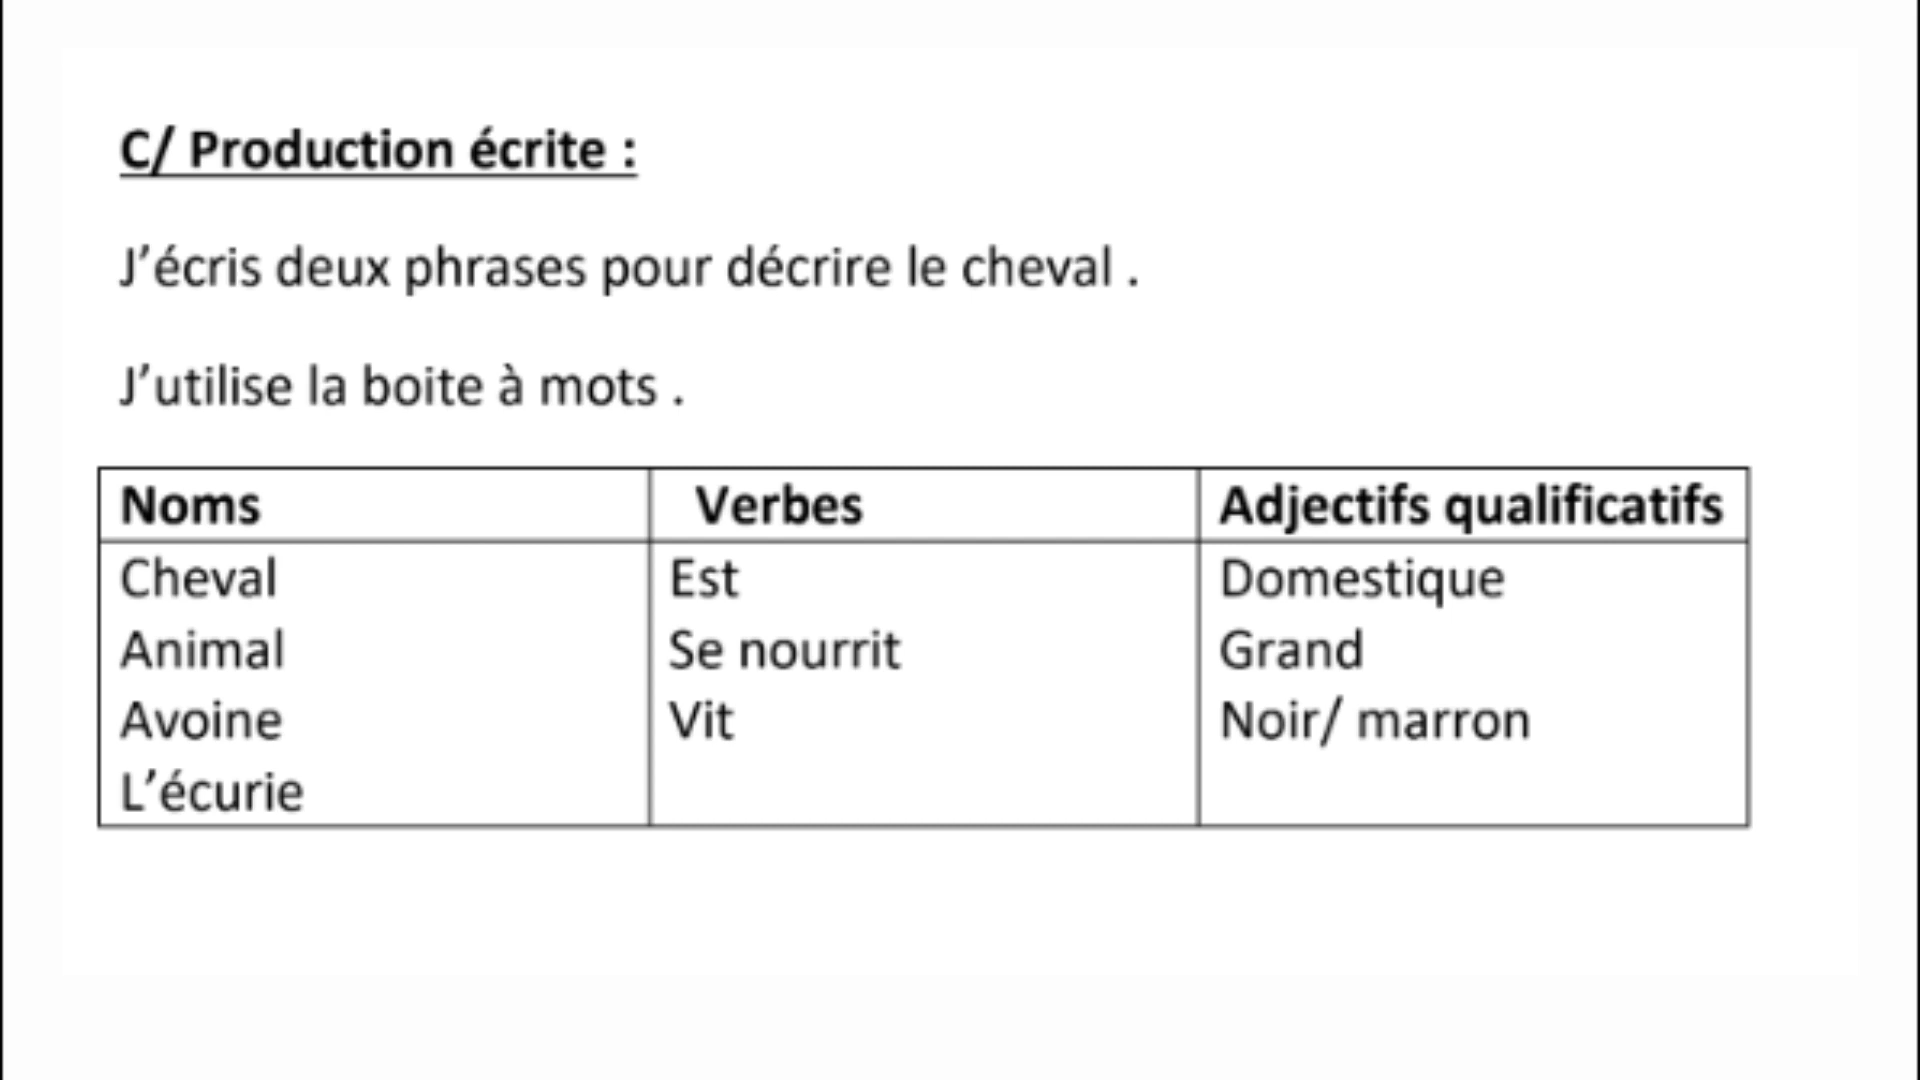 C/ Production écrite :
J’écris deux phrases pour décrire le cheval .
J’utilise la boite à mots .
Noms Verbes Adjectifs qualificatifs
Cheval Est Domestique
Animal Se nourrit Grand
Avoine Vit Noir/ marron
L’écurie